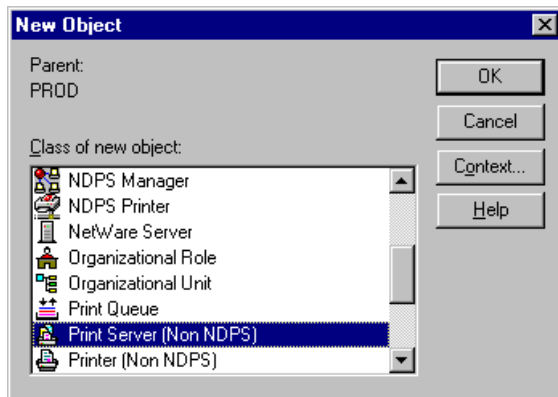 New Object
Parent:
PROD
Class of new object:
NDPS Manager
NDPS Printer
NetWare Server
Organizational Role
Organizational Unit
Print Queue
Print Server (Non NDPS)
Printer (Non NDPS)
OK
Cancel
Context...
Help